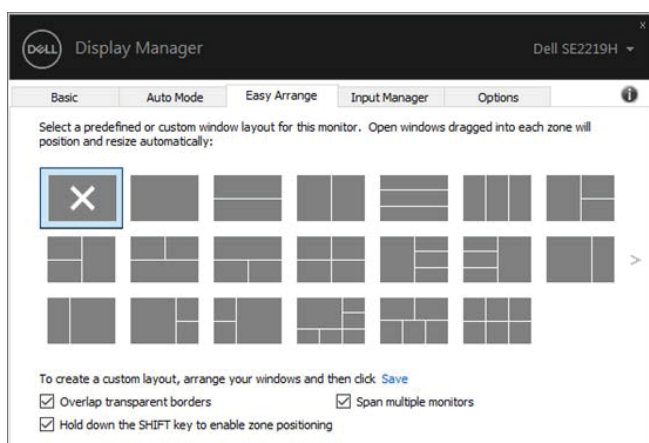 x
DELL Display Manager Dell SE2219H
Basic Auto Mode Easy Arrange Input Manager Options i
Select a predefined or custom window layout for this monitor. Open windows dragged into each zone will
position and resize automatically:
>
To create a custom layout, arrange your windows and then click Save
Overlap transparent borders Span multiple monitors
Hold down the SHIFT key to enable zone positioning